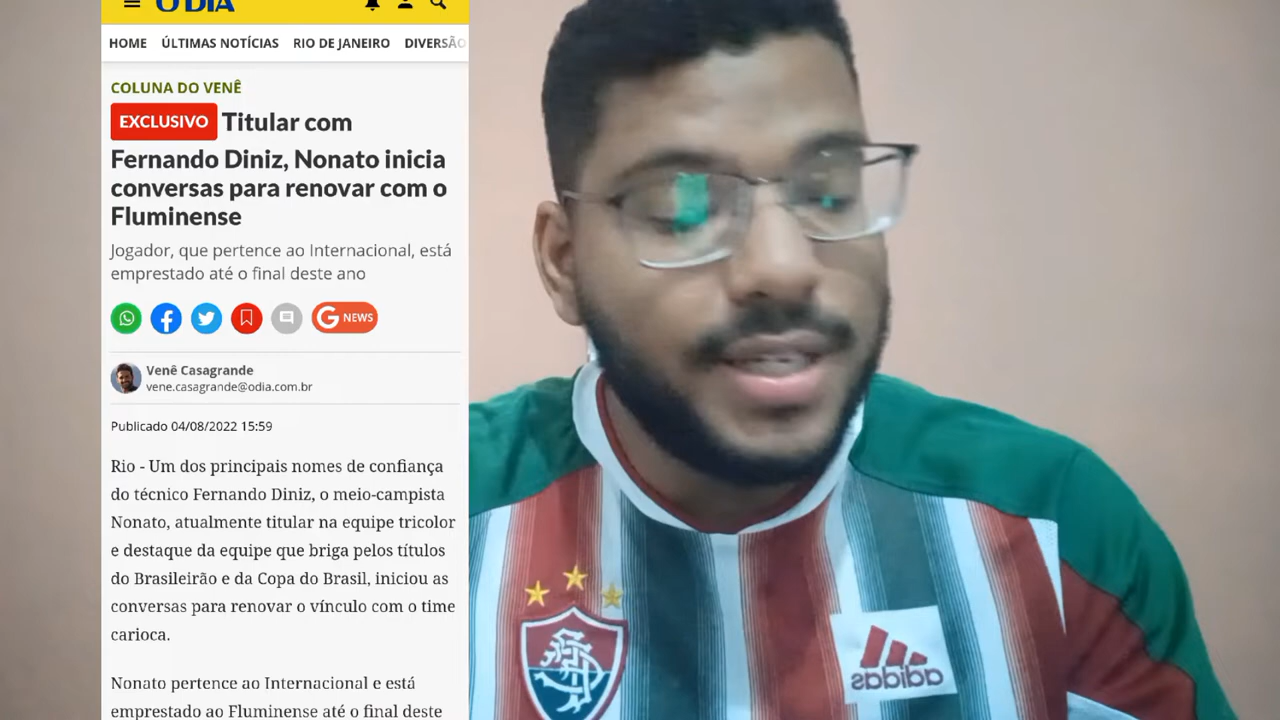 O DIA
HOME ÚLTIMAS NOTÍCIAS RIO DE JANEIRO DIVERSÃO
COLUNA DO VENÊ
EXCLUSIVO Titular com
Fernando Diniz, Nonato inicia
conversas para renovar com o
Fluminense
Jogador, que pertence ao Internacional, está
emprestado até o final deste ano
G NEWS
Venê Casagrande
vene.casagrande@odia.com.br
Publicado 04/08/2022 15:59
Rio - Um dos principais nomes de confiança
do técnico Fernando Diniz, o meio-campista
Nonato, atualmente titular na equipe tricolor
e destaque da equipe que briga pelos títulos
do Brasileirão e da Copa do Brasil, iniciou as
conversas para renovar o vínculo com o time
carioca.
Nonato pertence ao Internacional e está
emprestado ao Fluminense até o final deste
adidas